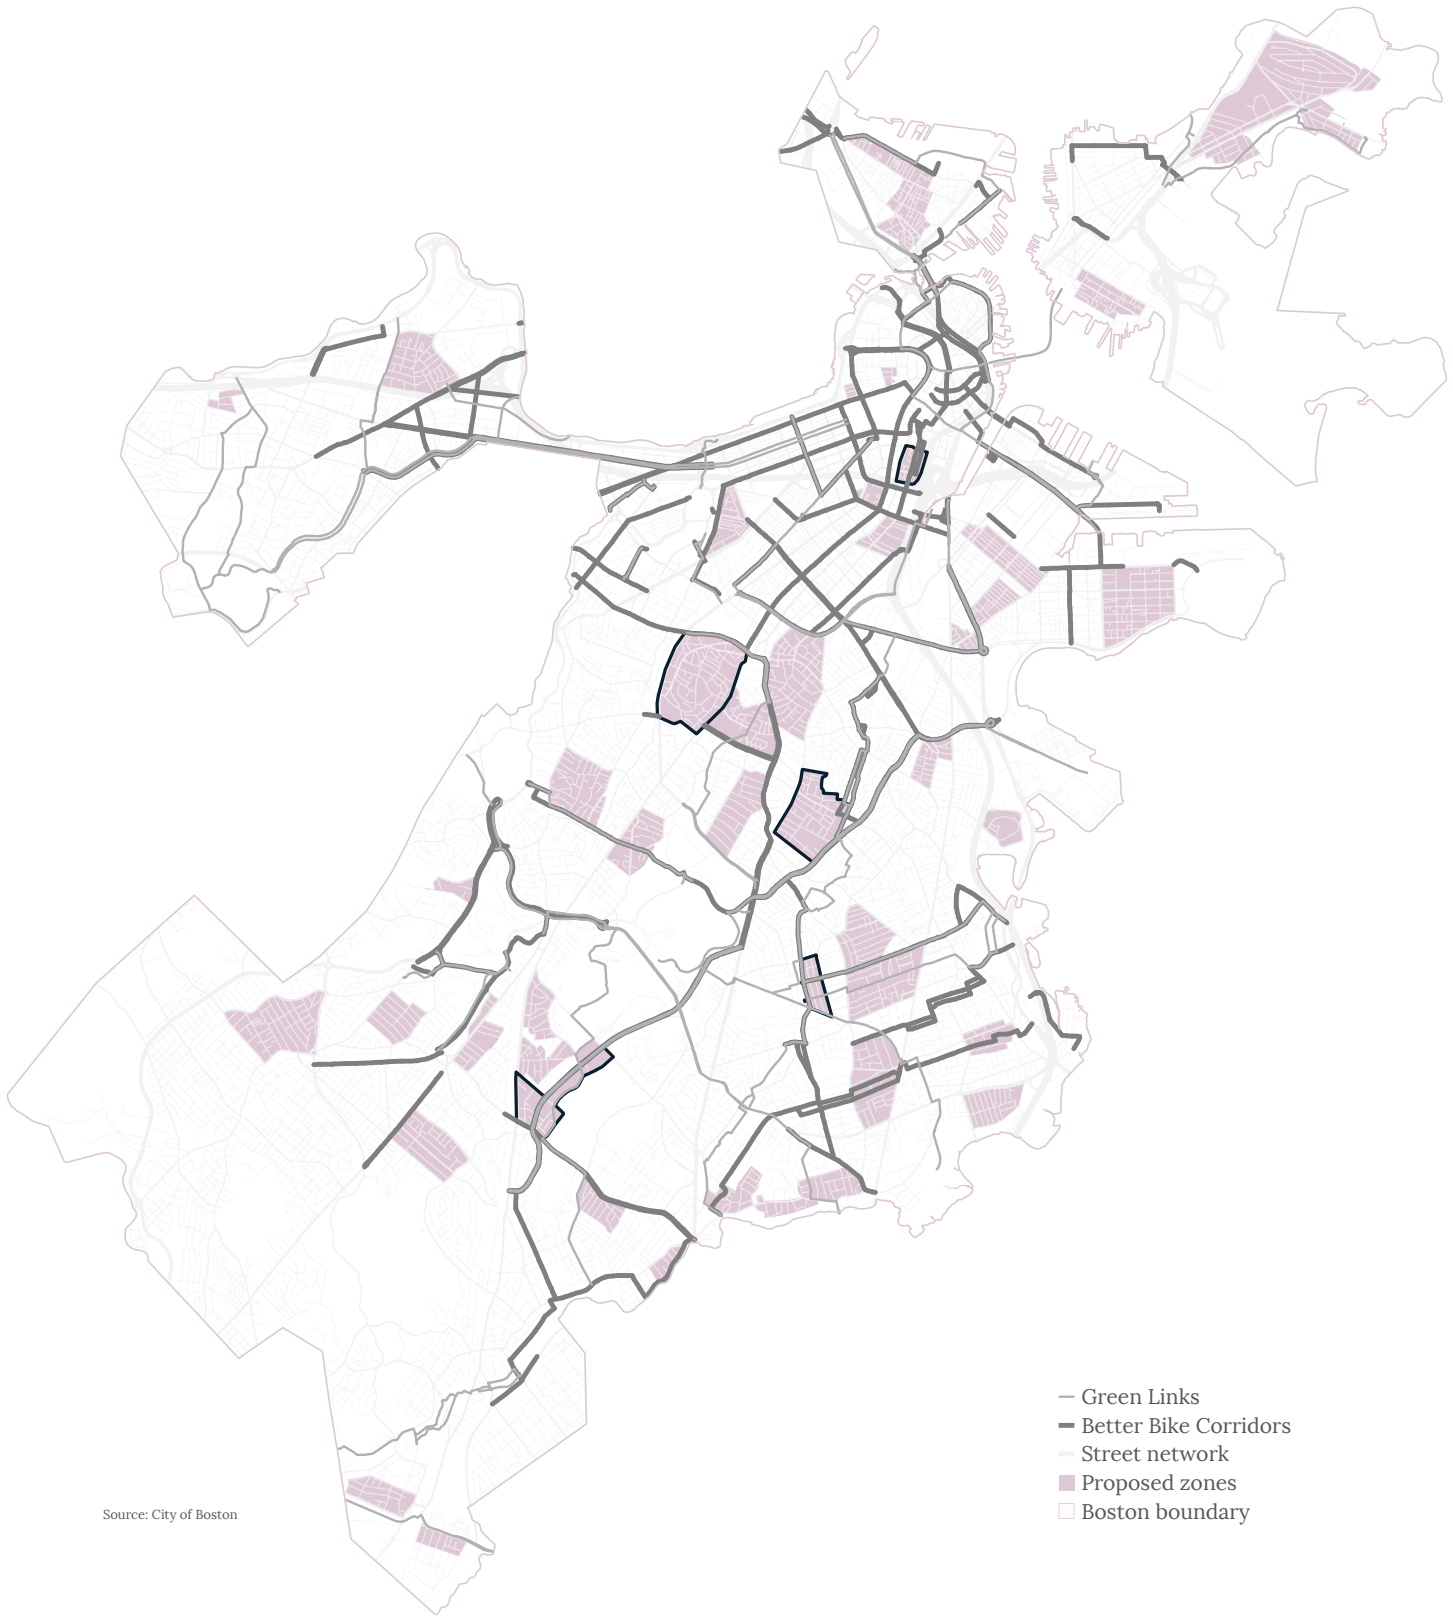 Green Links
Better Bike Corridors
Street network
Proposed zones
Boston boundary
Source: City of Boston